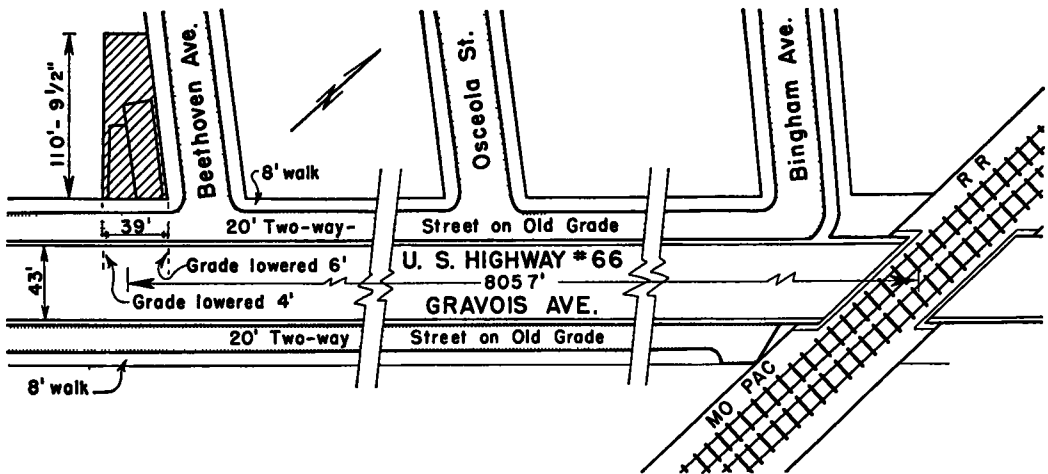 Beethoven Ave.
Osceola St.
Bingham Ave.
110'- 9 1/2"
8' walk
R R
39'
20' Two-way- Street on Old Grade
43'
Grade lowered 6'
U. S. HIGHWAY #66
8057'
Grade lowered 4'
GRAVOIS AVE.
20' Two-way Street on Old Grade
8' walk
MO PAC